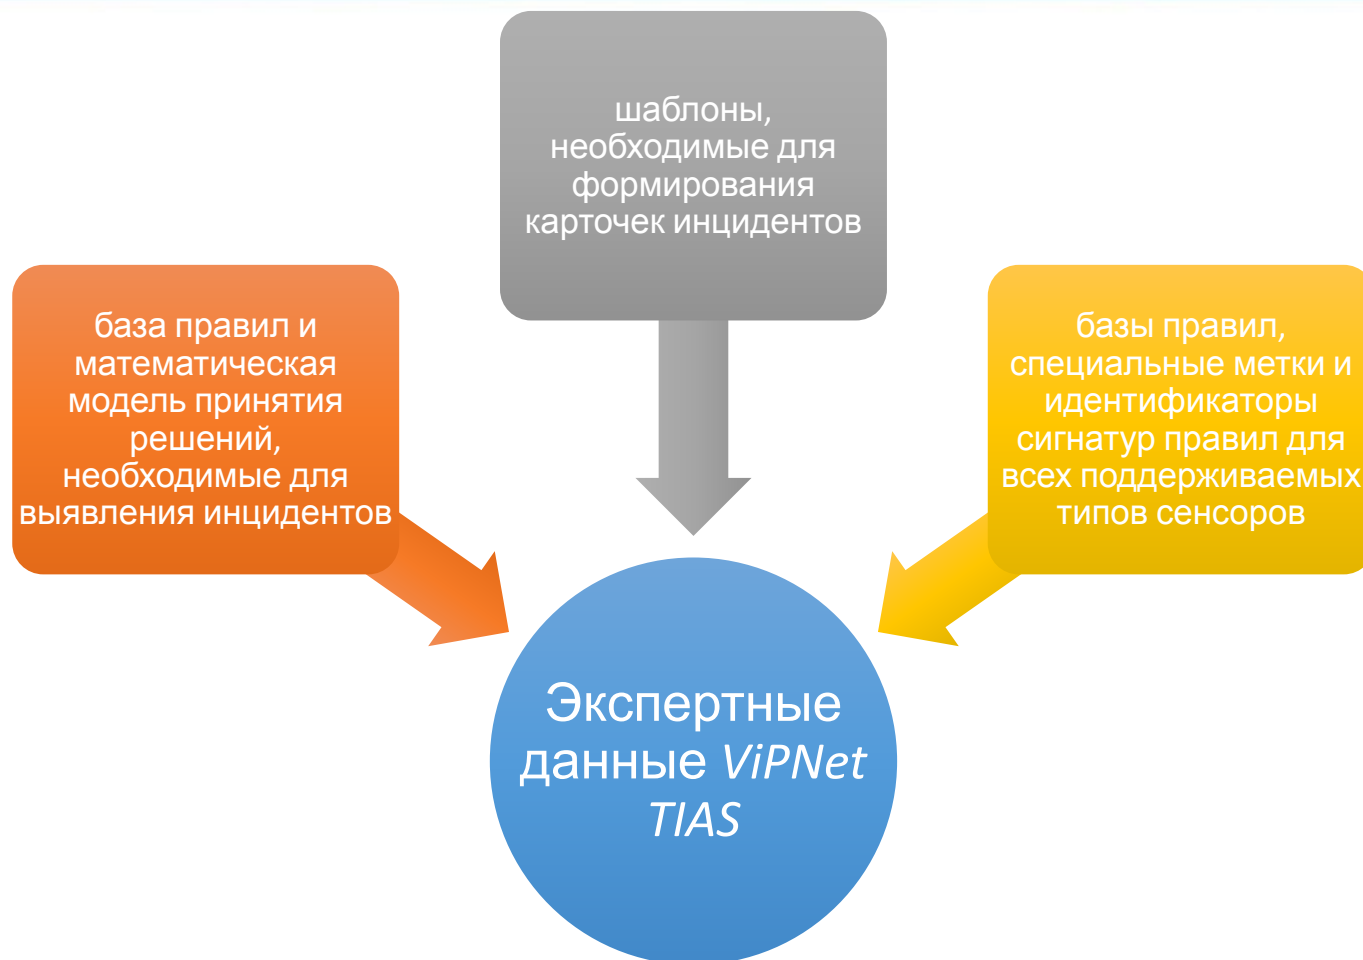 шаблоны,
необходимые для
формирования
карточек инцидентов
база правил и
математическая
модель принятия
решений,
необходимые для
выявления инцидентов
базы правил,
специальные метки и
идентификаторы
сигнатур правил для
всех поддерживаемых
типов сенсоров
Экспертные
данные ViPNet
TIAS